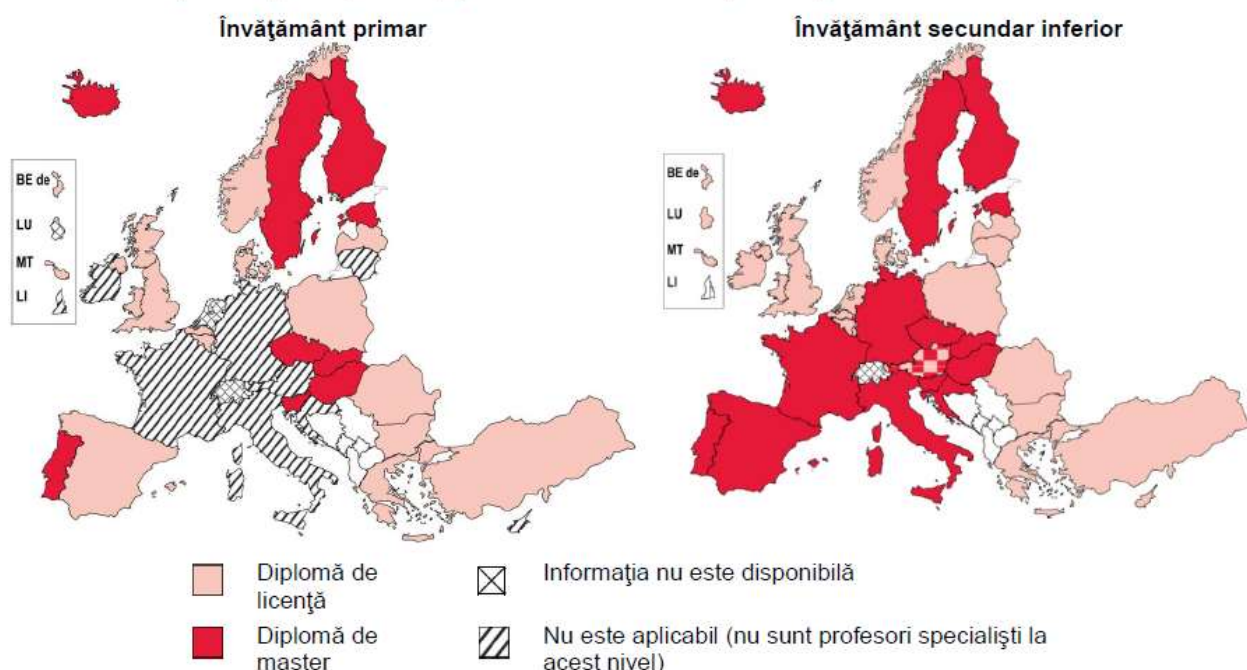 Învăţământ primar
Învăţământ secundar inferior
BE de
LU
MT
LI
BE de
LU
MT
LI
Diplomă de
licenţă
Informaţia nu este disponibilă
Diplomă de
master
Nu este aplicabil (nu sunt profesori specialişti la
acest nivel)